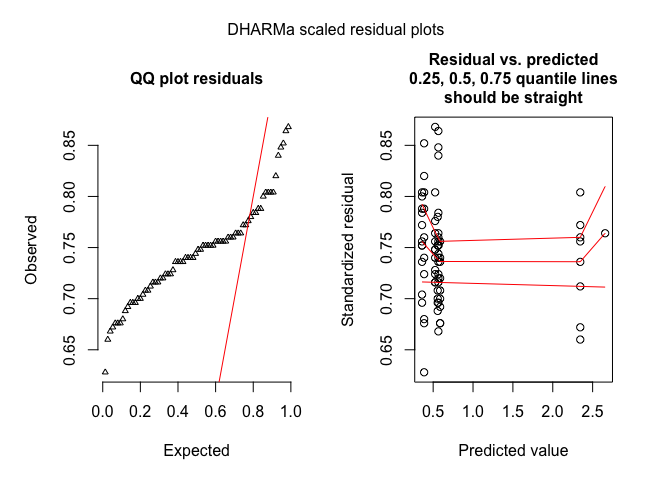 DHARMa scaled residual plots
QQ plot residuals
Observed
0.85
0.80
0.75
0.70
0.65
0.0 0.2 0.4 0.6 0.8 1.0
Expected
Residual vs. predicted
0.25, 0.5, 0.75 quantile lines
should be straight
Standardized residual
0.85
0.80
0.75
0.70
0.65
0.5 1.0 1.5 2.0 2.5
Predicted value